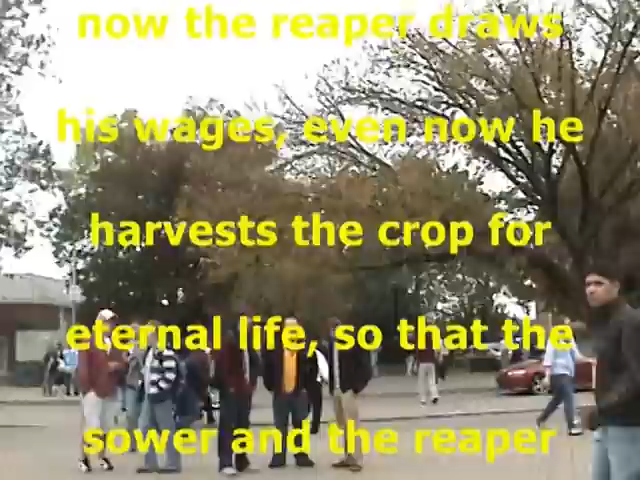 now the reaper draws
his wages, even now he
harvests the crop for
eternal life, so that the
sower and the reaper